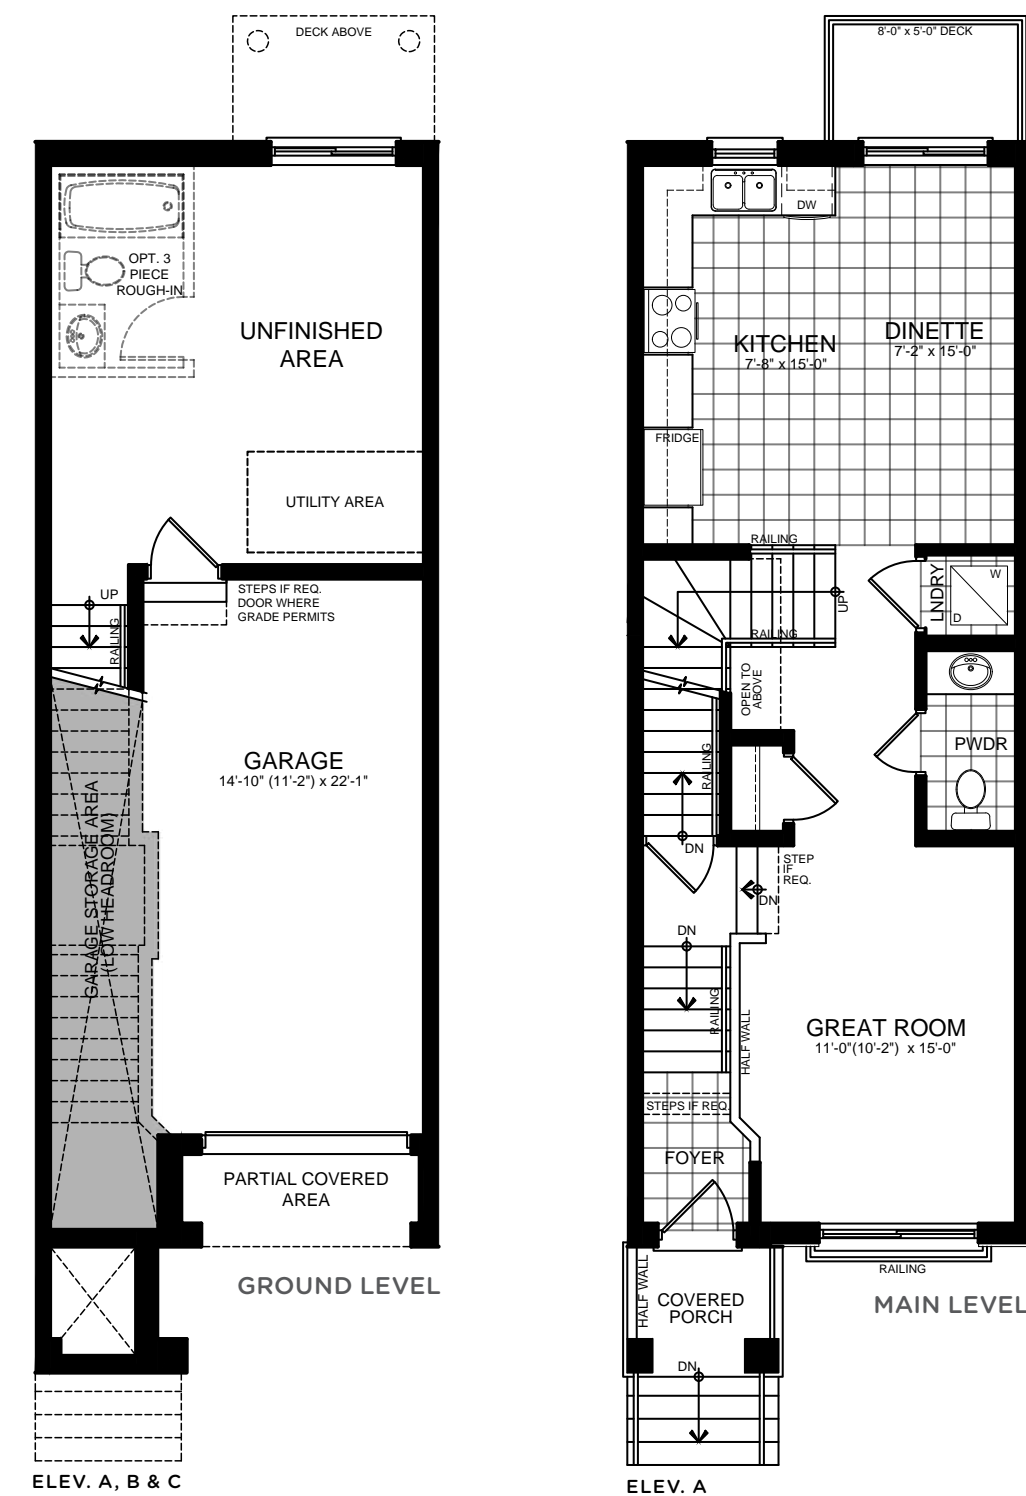 DECK ABOVE
OPT. 3
PIECE
ROUGH-IN
UNFINISHED
AREA
UTILITY AREA
UP
RAILING
STEPS IF REQ.
DOOR WHERE
GRADE PERMITS
GARAGE
14'-10" (11'-2") x 22'-1"
GARAGE STORAGE AREA
(LOW HEADROOM)
PARTIAL COVERED
AREA
GROUND LEVEL
ELEV. A, B & C
8'-0" x 5'-0" DECK
DW
KITCHEN
7'-8" x 15'-0"
DINETTE
7'-2" x 15'-0"
FRIDGE
RAILING
UP
RAILING
LNDRY
W
D
OPEN TO
ABOVE
PWDR
RAILING
DN
STEP
IF
REQ.
DN
DN
RAILING
HALF WALL
GREAT ROOM
11'-0"(10'-2") x 15'-0"
STEPS IF REQ.
FOYER
RAILING
HALF WALL
COVERED
PORCH
MAIN LEVEL
DN
ELEV. A